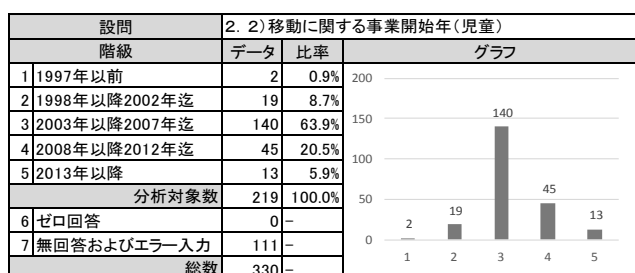 設問 2. 2)移動に関する事業開始年(児童)
階級 データ 比率 グラフ
1 1997年以前 2 0.9%
2 1998年以降2002年迄 19 8.7%
3 2003年以降2007年迄 140 63.9%
4 2008年以降2012年迄 45 20.5%
5 2013年以降 13 5.9%
分析対象数 219 100.0%
6 ゼロ回答 0 −
7 無回答およびエラー入力 111 −
総数 330 −
200
150
100
50
0
2
19
140
45
13
1 2 3 4 5